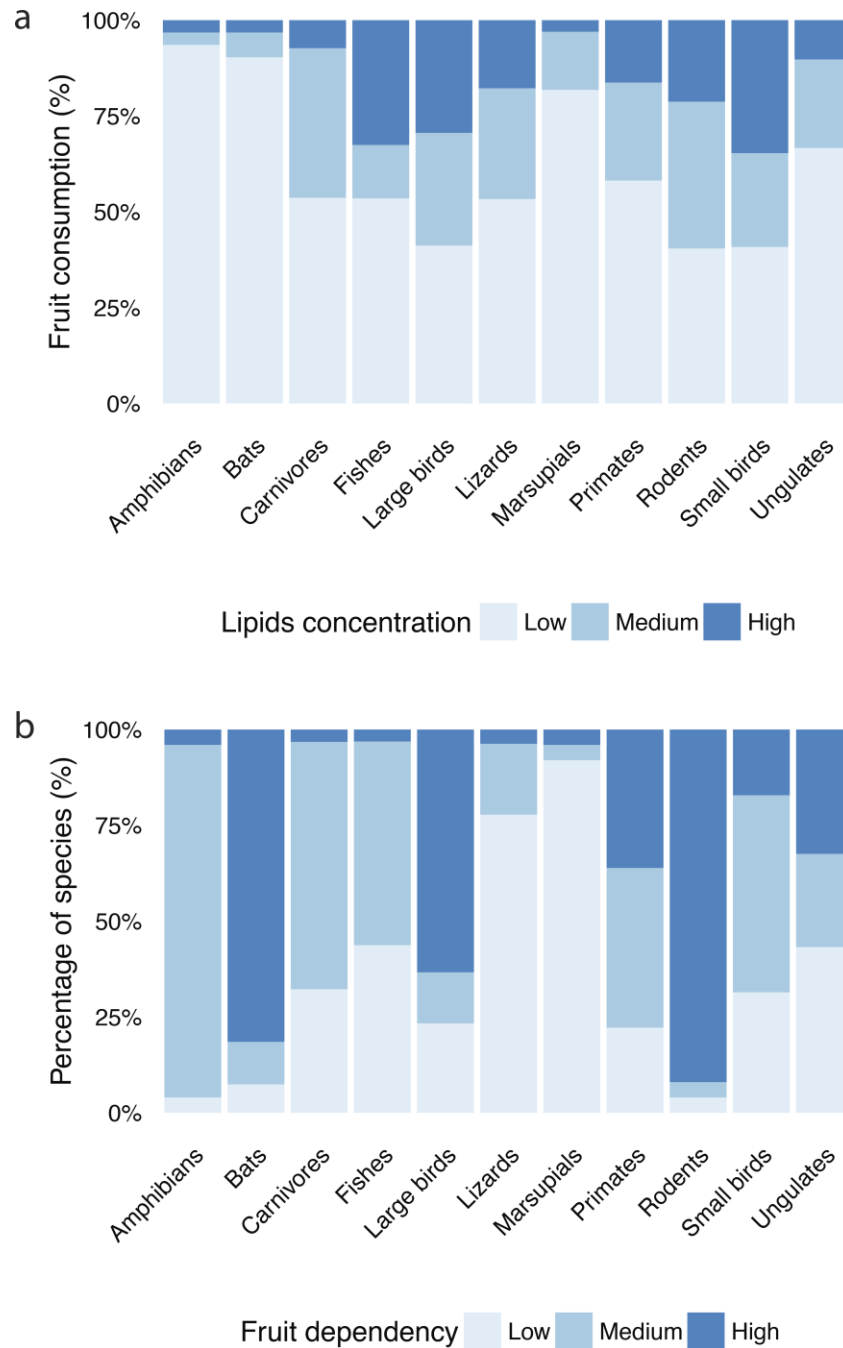 a
Fruit consumption (%)
100%
75%
50%
25%
0%
Amphibians
Bats
Carnivores
Fishes
Large birds
Lizards
Marsupials
Primates
Rodents
Small birds
Ungulates
Lipids concentration Low Medium High
b
Percentage of species (%)
100%
75%
50%
25%
0%
Amphibians
Bats
Carnivores
Fishes
Large birds
Lizards
Marsupials
Primates
Rodents
Small birds
Ungulates
Fruit dependency Low Medium High